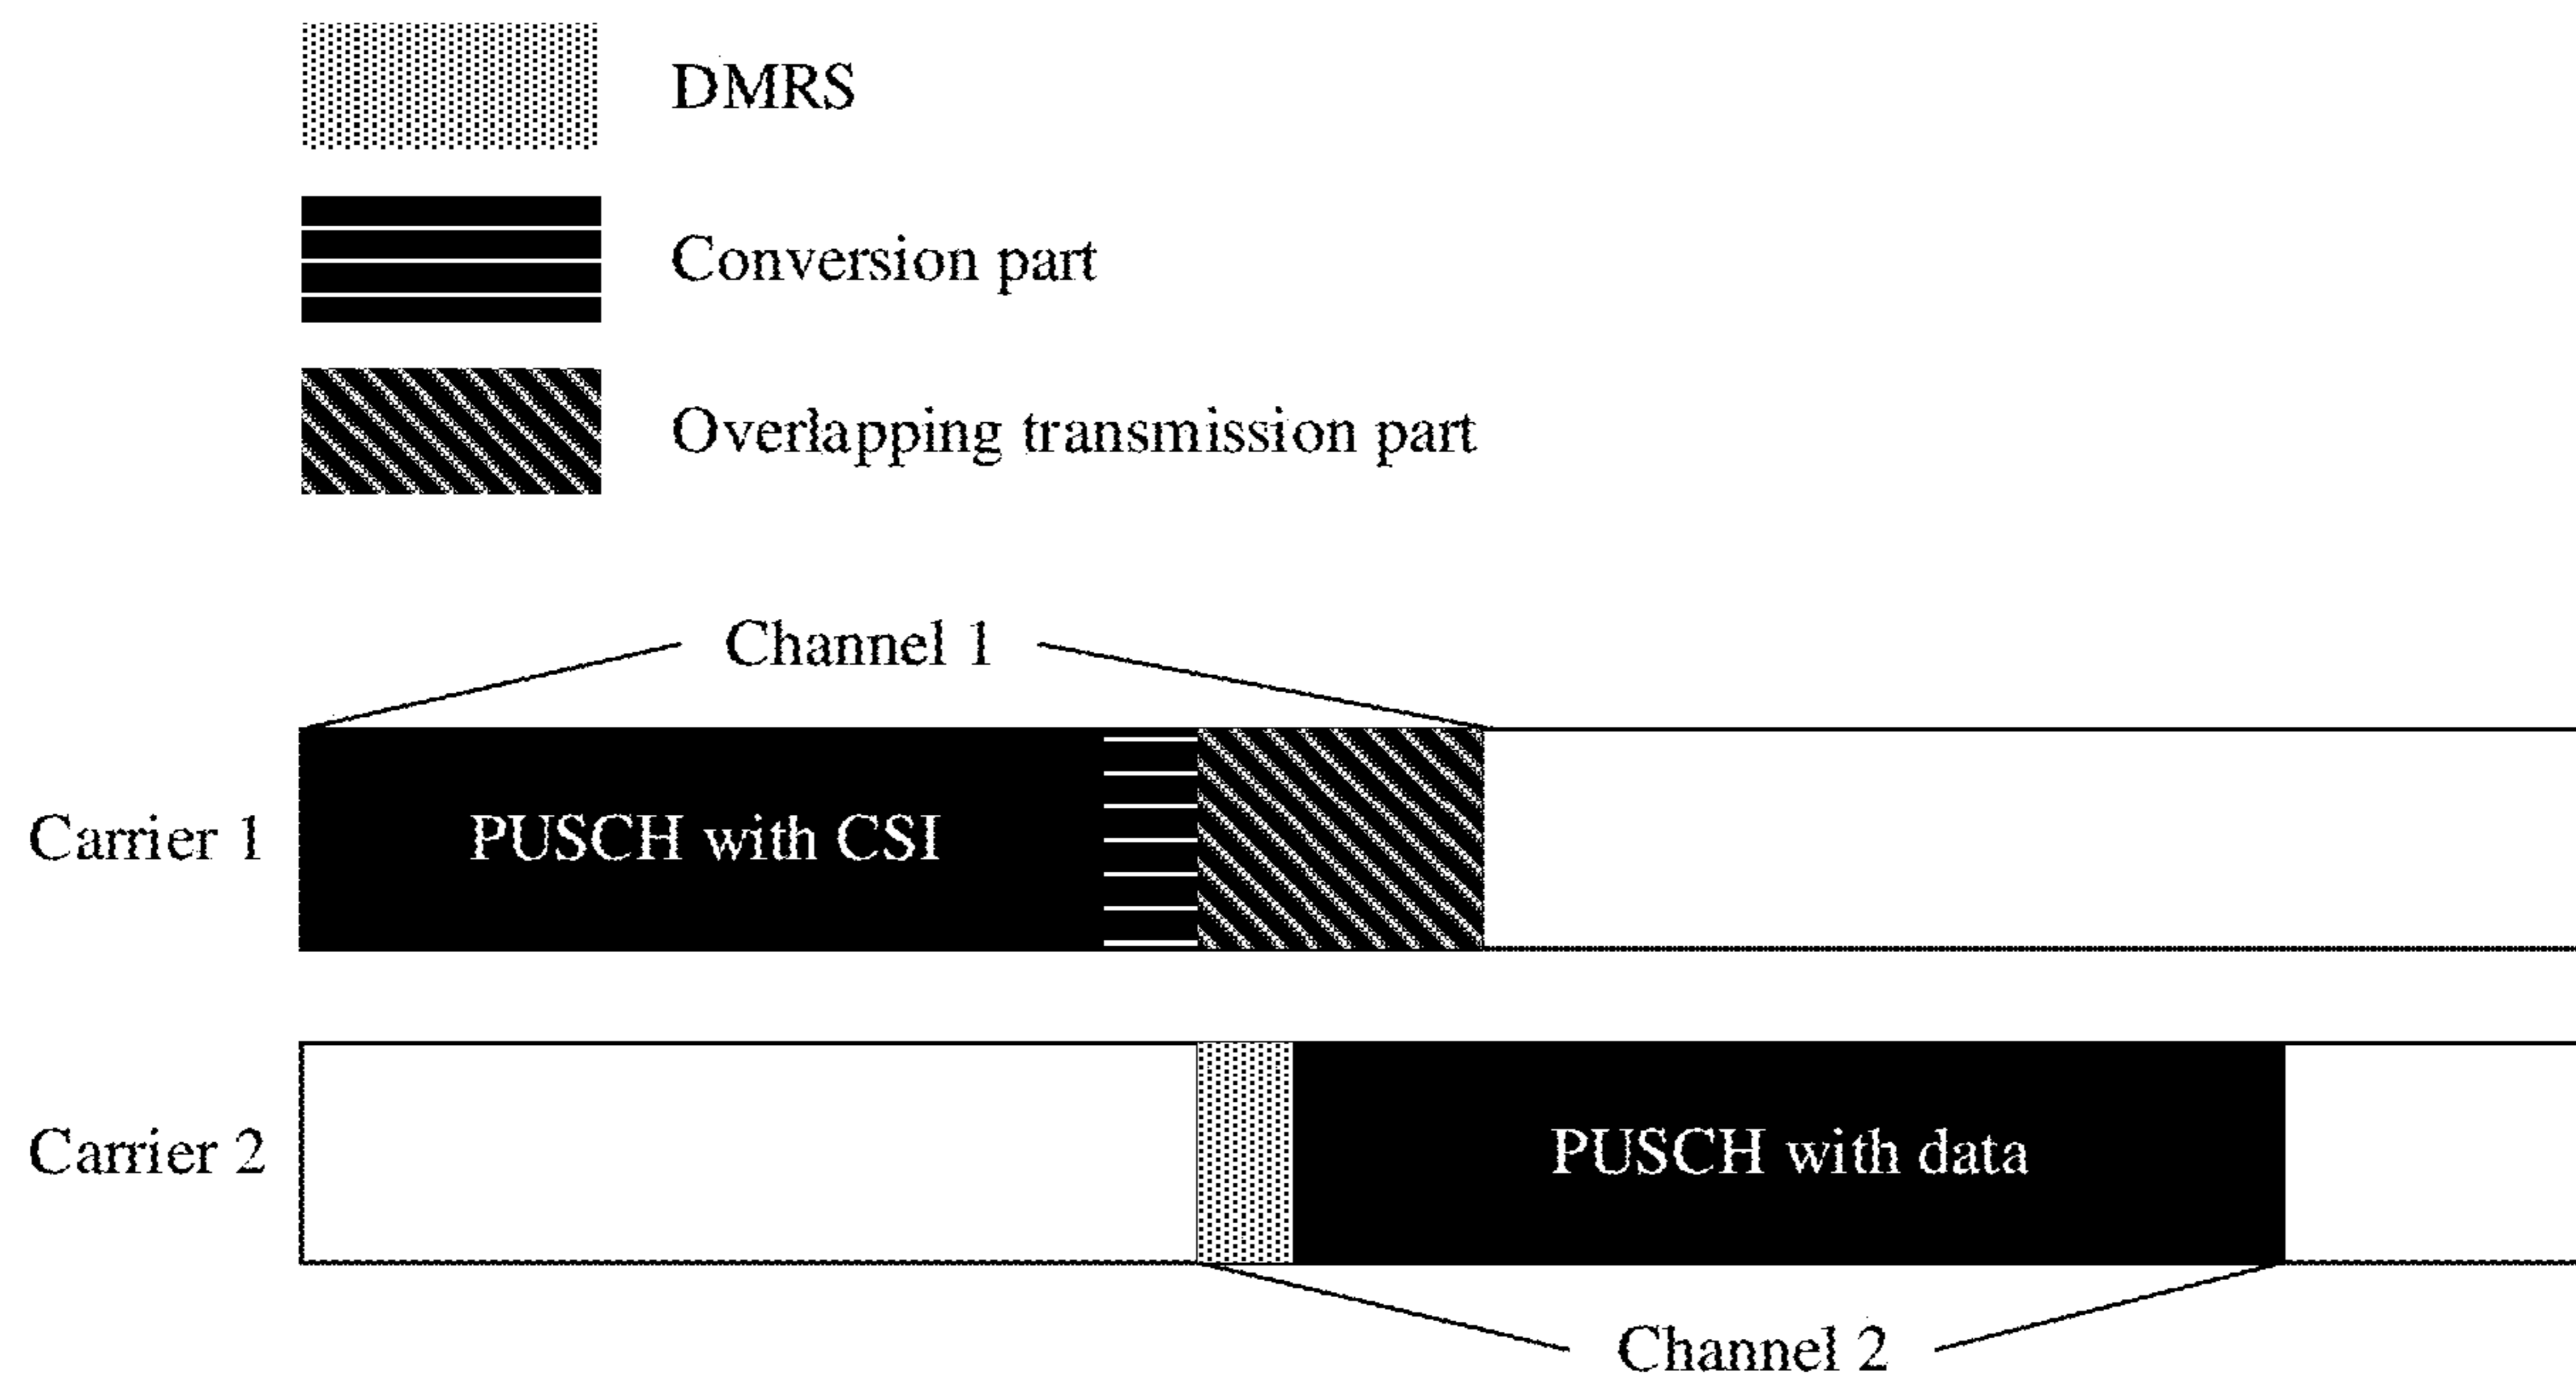 DMRS
Conversion part
Overlapping transmission part
Channel 1
Carrier 1
PUSCH with CSI
Carrier 2
PUSCH with data
Channel 2